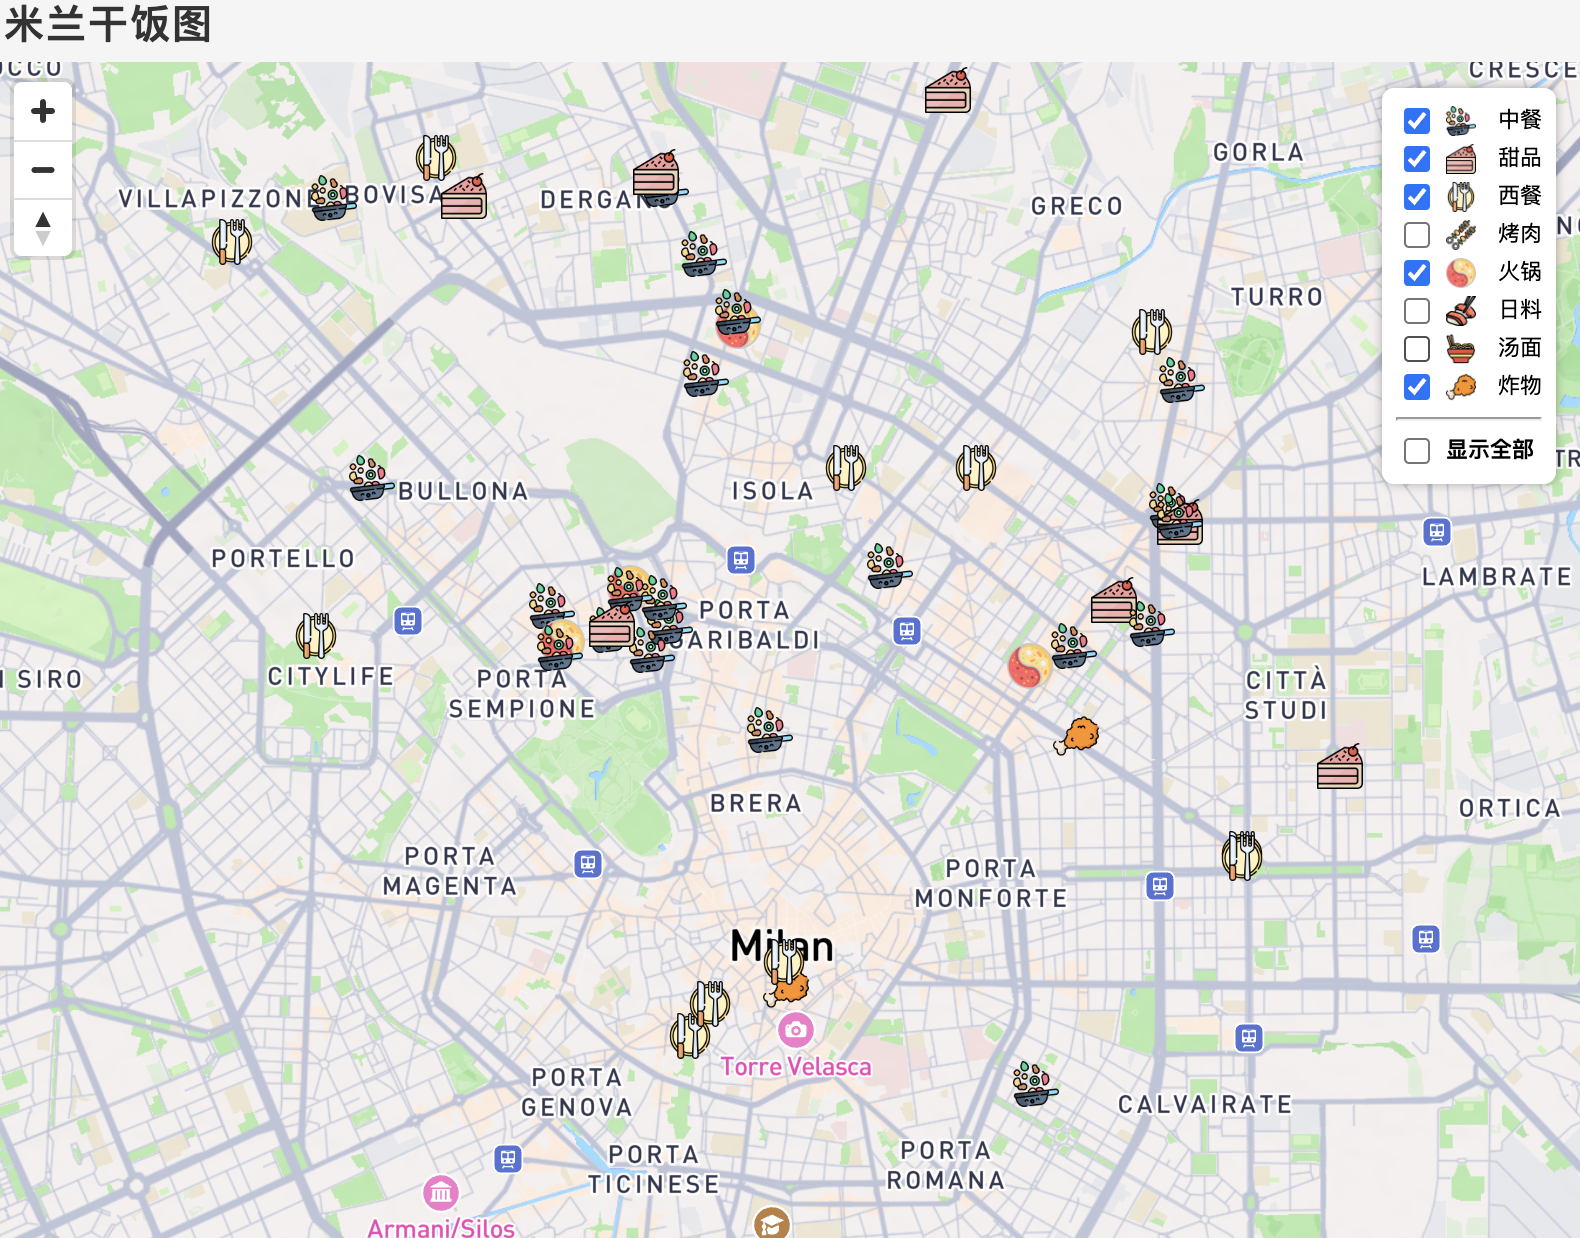 米兰干饭图
CRESCE
中餐
GORLA
甜品
VILLAPIZZONE
BOVISA
DERGANO
西餐
GRECO
烤肉
火锅
TURRO
日料
汤面
炸物
显示全部
BULLONA
ISOLA
PORTELLO
LAMBRATE
PORTA
GARIBALDI
CITYLIFE
SIRO
PORTA
SEMPIONE
CITTÀ
STUDI
BRERA
ORTICA
PORTA
MAGENTA
PORTA
MONFORTE
Milan
Torre Velasca
PORTA
GENOVA
CALVAIRATE
PORTA
TICINESE
PORTA
ROMANA
Armani/Silos